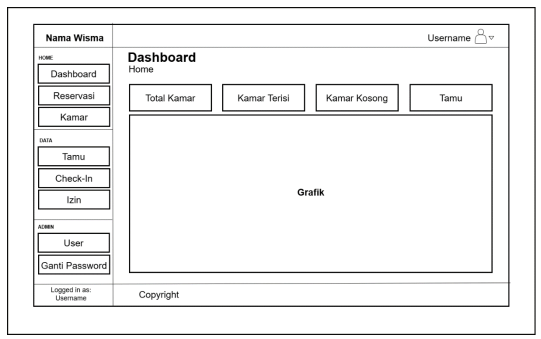 Nama Wisma
Username
HOME
Dashboard
Reservasi
Kamar
DATA
Tamu
Check-In
Izin
ADMIN
User
Ganti Password
Logged in as:
Username
Dashboard
Home
Total Kamar
Kamar Terisi
Kamar Kosong
Tamu
Grafik
Copyright